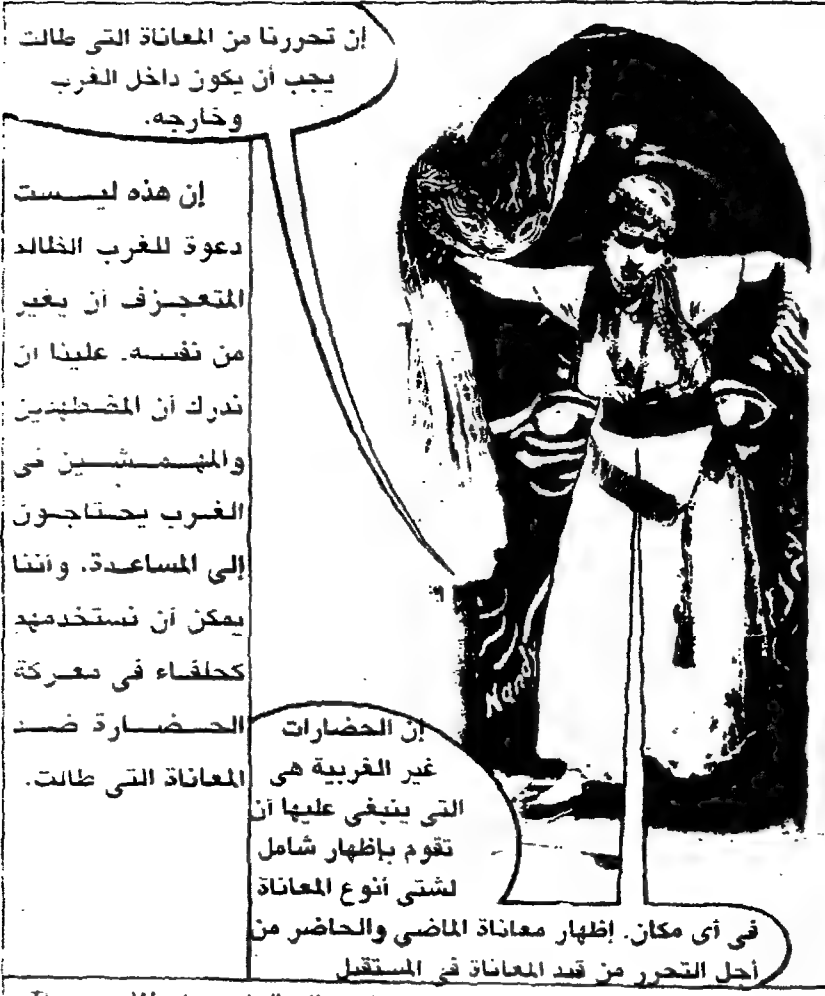 إن تحررنا من المعاناة التى طالت
يجب أن يكون داخل الغرب
وخارجه.
إن هذه ليست
دعوة للغرب الظالم
المتعجرف أن يغير
من نفسه. علينا أن
ندرك أن المضطهدين
والمهمشين فى
الغرب يحتاجون
إلى المساعدة. وأننا
يمكن أن نستخدمهم
كحلفاء فى معركة
الحضارة ضد
المعاناة التى طالت.
Nandy
إن الحضارات
غير الغربية هى
التى ينبغى عليها أن
تقوم بإظهار شامل
لشتى أنوع المعاناة
فى أى مكان. إظهار معاناة الماضى والحاضر من
أجل التحرر من قيد المعاناة فى المستقبل